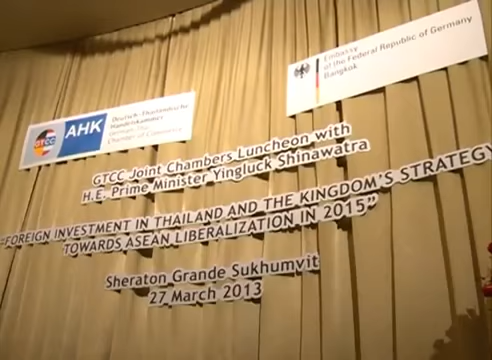 GTCC
AHK
Deutsch-Thailändische
Handelskammer
German-Thai
Chamber of Commerce
Embassy
of the Federal Republic of Germany
Bangkok
GTCC Joint Chambers Luncheon with
H.E. Prime Minister Yingluck Shinawatra
"FOREIGN INVESTMENT IN THAILAND AND THE KINGDOM'S STRATEGY
TOWARDS ASEAN LIBERALIZATION IN 2015"
Sheraton Grande Sukhumvit
27 March 2013